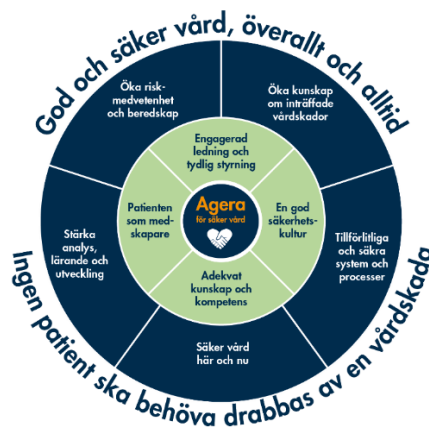 God och säker vård, överallt och alltid
Öka risk-
medvetenhet
och beredskap
Öka kunskap
om inträffade
vårdskador
Engagerad
ledning och
tydlig styrning
Patienten
som med-
skapare
Agera
för säker vård
En god
säkerhets-
kultur
Stärka
analys,
lärande och
utveckling
Tillförlitliga
och säkra
system och
processer
Adekvat
kunskap och
kompetens
Säker vård
här och nu
Ingen patient ska behöva drabbas av en vårdskada